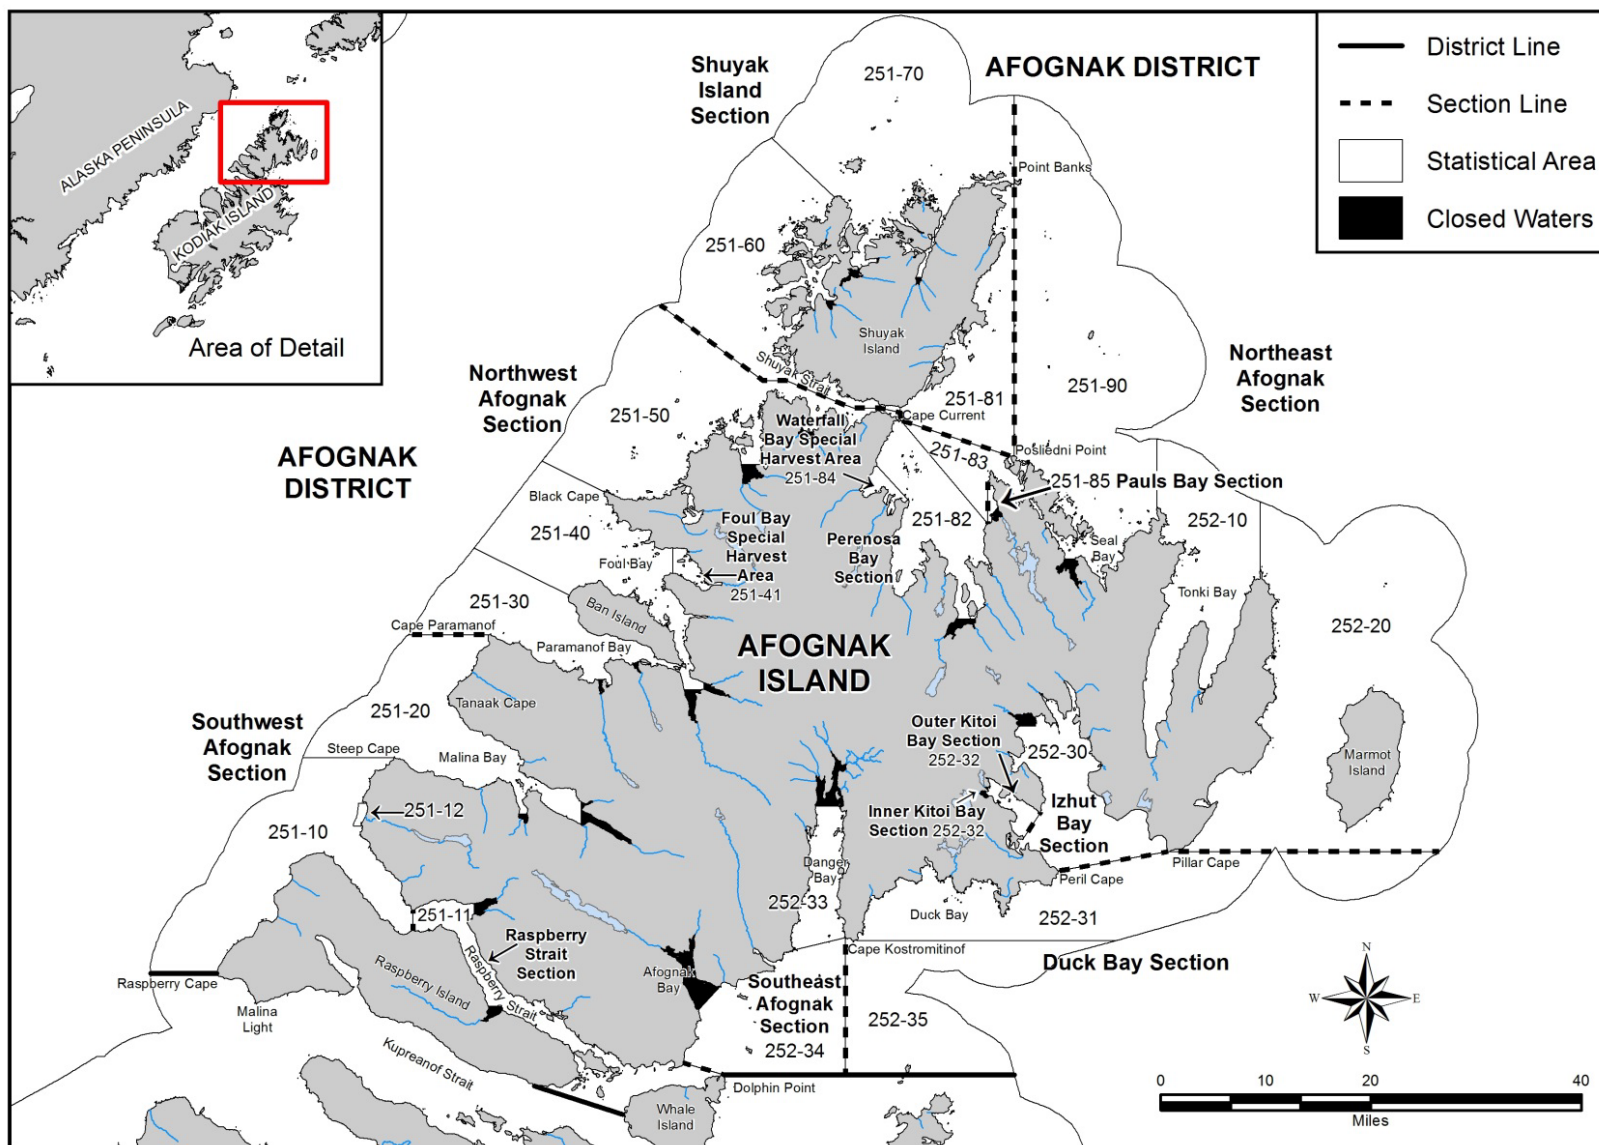 ALASKA PENINSULA
KODIAK ISLAND
Area of Detail
District Line
Section Line
Statistical Area
Closed Waters
AFOGNAK DISTRICT
Shuyak
Island
Section
251-70
Point Banks
251-60
Shuyak
Island
Shuyak Strait
Northwest
Afognak
Section
251-50
251-81
251-90
Northeast
Afognak
Section
Cape Current
Waterfall
Bay Special
Harvest Area
251-84
251-83
Posliedni Point
251-85 Pauls Bay Section
AFOGNAK
DISTRICT
Black Cape
251-40
Foul Bay
Special
Harvest
Area
251-41
251-82
Perenosa
Bay
Section
Seal
Bay
252-10
Foul Bay
Tonki Bay
251-30
Ban Island
Cape Paramanof
Paramanof Bay
252-20
AFOGNAK
ISLAND
251-20
Tanaak Cape
Southwest
Afognak
Section
Steep Cape
Malina Bay
Outer Kitoi
Bay Section
252-32
252-30
Marmot
Island
251-12
251-10
Inner Kitoi Bay
Section 252-32
Izhut
Bay
Section
Danger
Bay
Pillar Cape
Peril Cape
252-33
Duck Bay
252-31
251-11
Raspberry
Strait
Section
Raspberry Strait
Raspberry Island
Afognak
Bay
Cape Kostromitinof
Duck Bay Section
Raspberry Cape
Malina
Light
Southeast
Afognak
Section
252-34
252-35
Kupreanof Strait
Dolphin Point
Whale
Island
N
W
E
S
0
10
20
40
Miles